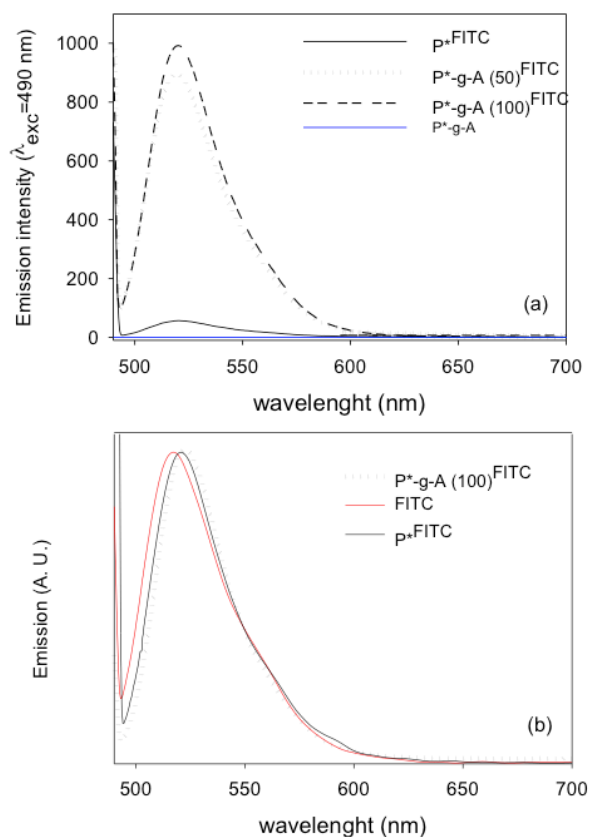 Emission intensity (λexc=490 nm)
1000
800
600
400
200
0
P*FITC
P*-g-A (50)FITC
P*-g-A (100)FITC
P*-g-A
(a)
500 550 600 650 700
wavelenght (nm)
Emission (A. U.)
P*-g-A (100)FITC
FITC
P*FITC
(b)
500 550 600 650 700
wavelenght (nm)